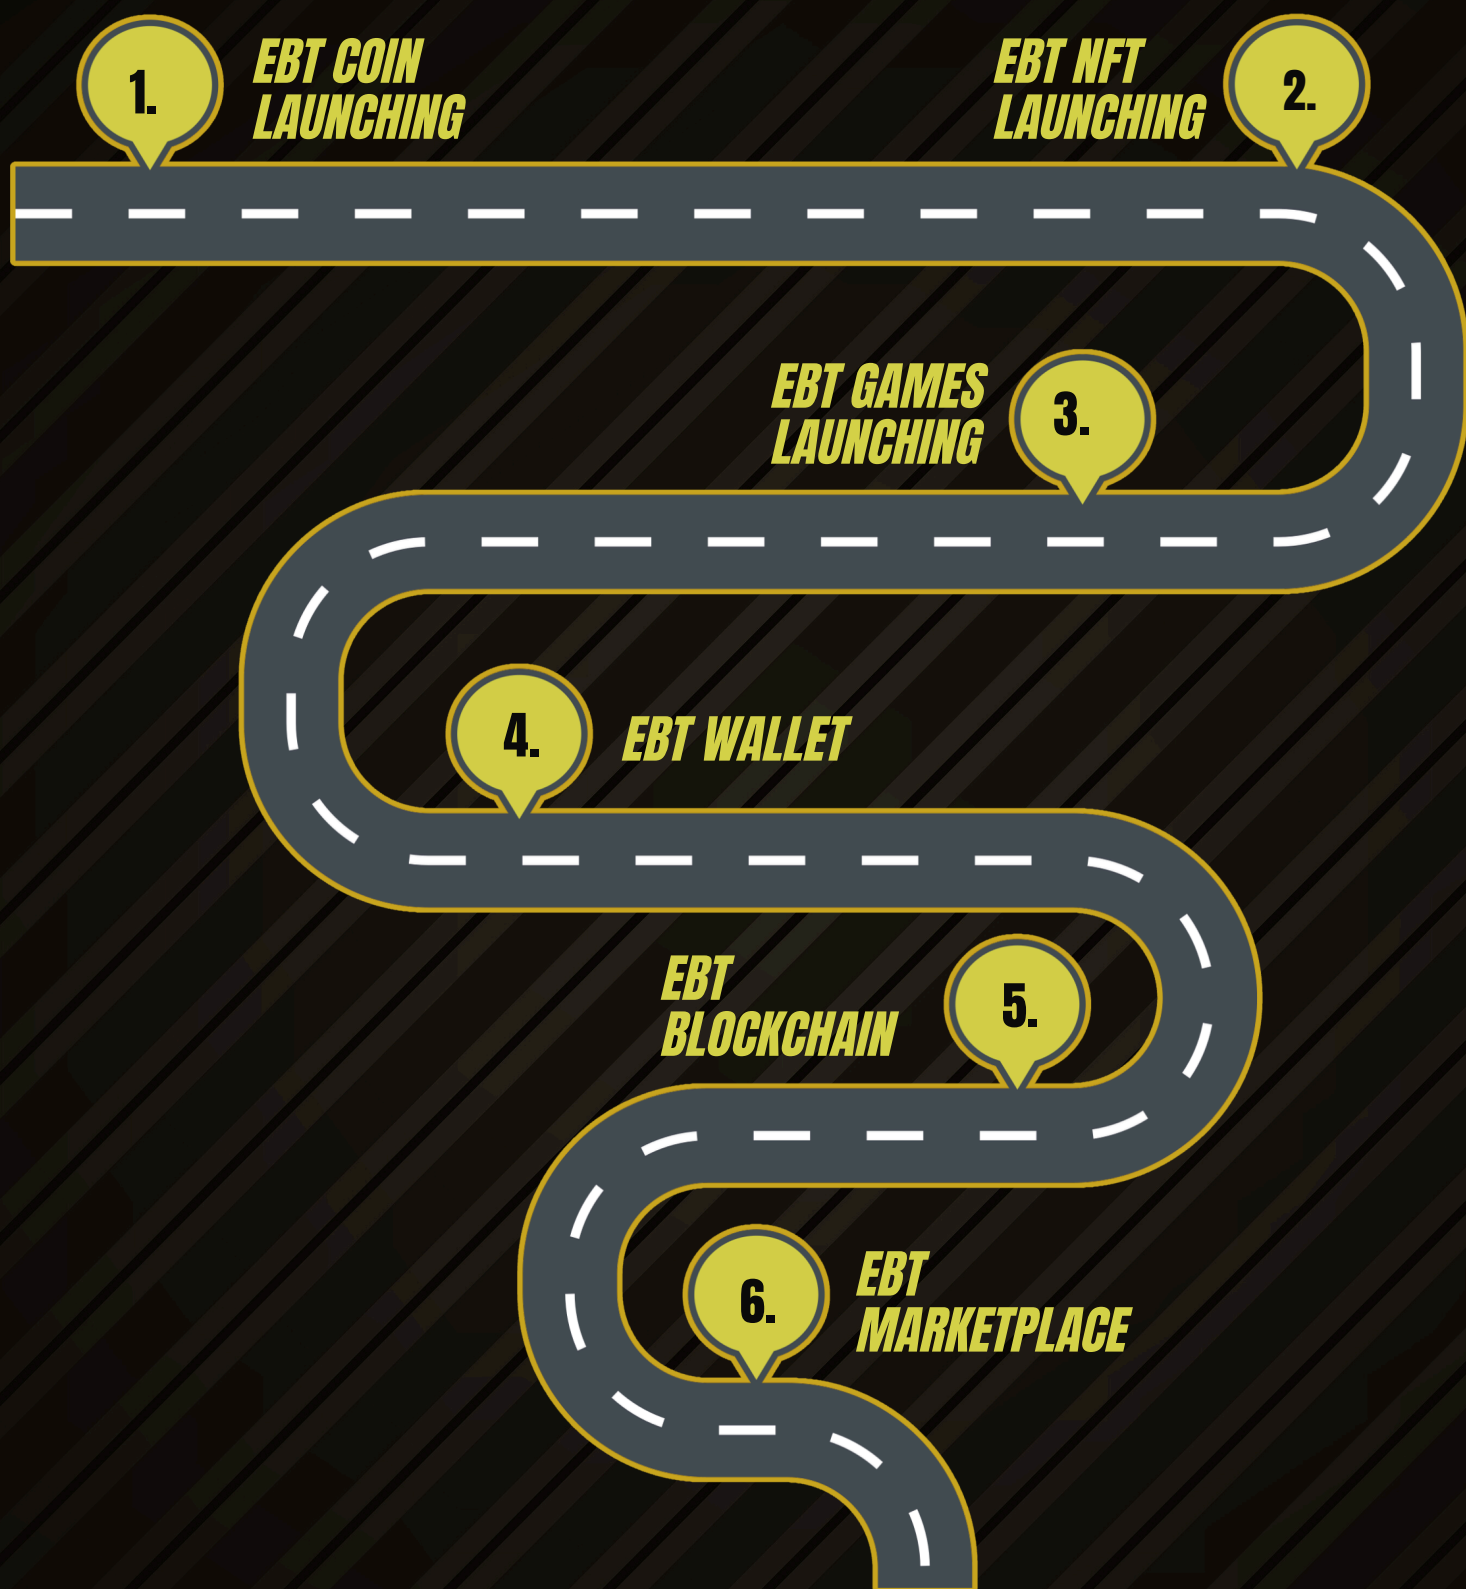 1.
EBT COIN
LAUNCHING
EBT NFT
LAUNCHING
2.
EBT GAMES
LAUNCHING
3.
4.
EBT WALLET
EBT
BLOCKCHAIN
5.
6.
EBT
MARKETPLACE